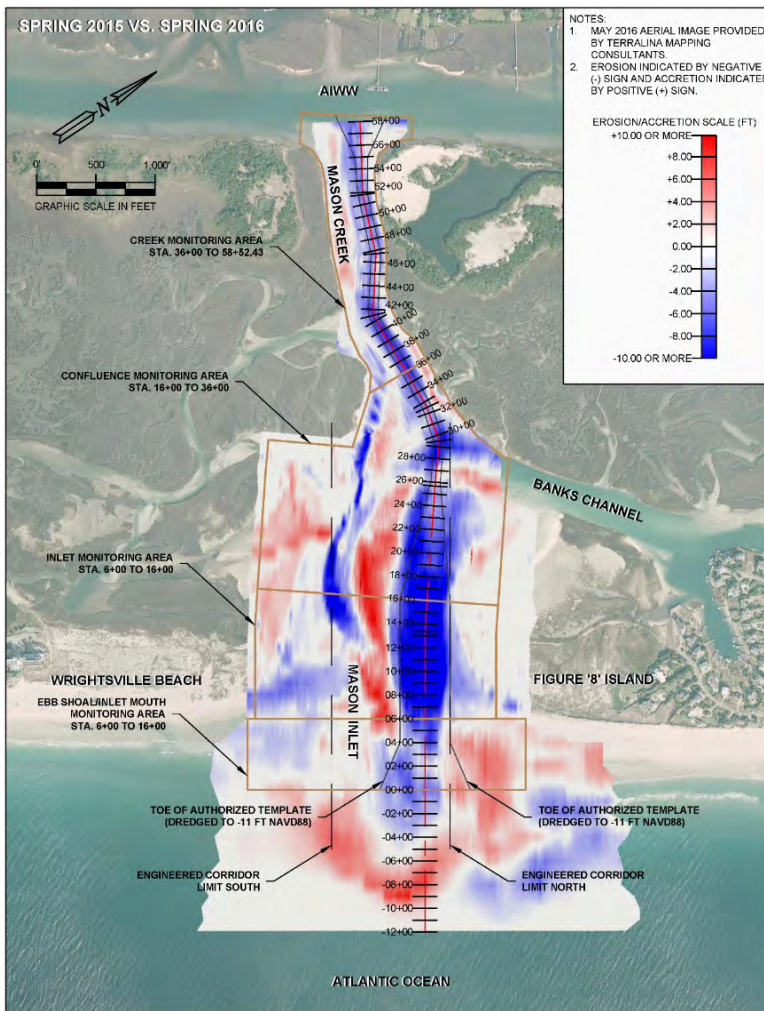 SPRING 2015 VS. SPRING 2016
NOTES:
1. MAY 2016 AERIAL IMAGE PROVIDED
BY TERRALINA MAPPING
CONSULTANTS.
2. EROSION INDICATED BY NEGATIVE
(-) SIGN AND ACCRETION INDICATED
BY POSITIVE (+) SIGN.
EROSION/ACCRETION SCALE (FT)
+10.00 OR MORE
+8.00
+6.00
+4.00
+2.00
0.00
-2.00
-4.00
-6.00
-8.00
-10.00 OR MORE
AIWW
N
0'
500
1,000'
GRAPHIC SCALE IN FEET
MASON CREEK
58+00
56+00
54+00
52+00
50+00
48+00
46+00
44+00
42+00
40+00
38+00
36+00
34+00
32+00
30+00
28+00
26+00
24+00
22+00
20+00
18+00
16+00
14+00
12+00
10+00
08+00
06+00
04+00
02+00
00+00
-02+00
-04+00
-06+00
-08+00
-10+00
-12+00
CREEK MONITORING AREA
STA. 36+00 TO 58+52.43
CONFLUENCE MONITORING AREA
STA. 16+00 TO 36+00
BANKS CHANNEL
INLET MONITORING AREA
STA. 6+00 TO 16+00
WRIGHTSVILLE BEACH
MASON INLET
FIGURE '8' ISLAND
EBB SHOAL/INLET MOUTH
MONITORING AREA
STA. 6+00 TO 16+00
TOE OF AUTHORIZED TEMPLATE
(DREDGED TO -11 FT NAVD88)
TOE OF AUTHORIZED TEMPLATE
(DREDGED TO -11 FT NAVD88)
ENGINEERED CORRIDOR
LIMIT SOUTH
ENGINEERED CORRIDOR
LIMIT NORTH
ATLANTIC OCEAN